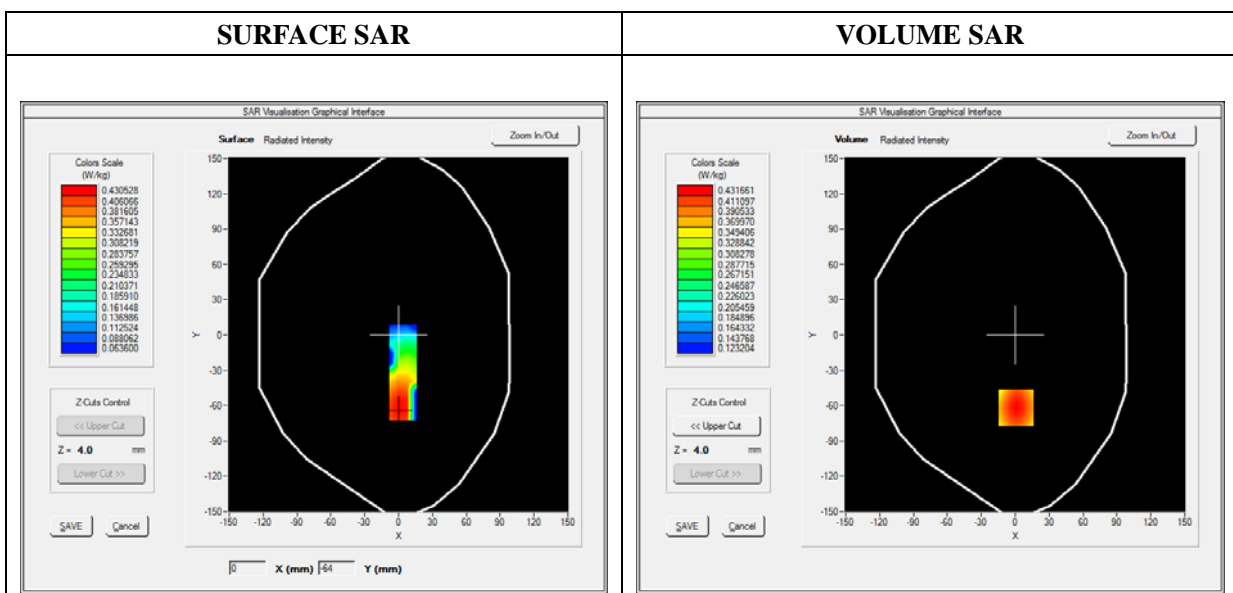 SURFACE SAR
VOLUME SAR
SAR Visualisation Graphical Interface
Surface Radiated Intensity
Zoom In/Out
Colors Scale
(W/kg)
0.430528
0.406066
0.381605
0.357143
0.332681
0.308219
0.283757
0.259295
0.234833
0.210371
0.185910
0.161448
0.136986
0.112524
0.088062
0.063600
150
120
90
60
30
0
-30
-60
-90
-120
-150
Y
-150 -120 -90 -60 -30 0 30 60 90 120 150
X
Z-Cuts Control
<< Upper Cut
Z = 4.0 mm
Lower Cut >>
SAVE Cancel
0 X (mm) -64 Y (mm)
SAR Visualisation Graphical Interface
Volume Radiated Intensity
Zoom In/Out
Colors Scale
(W/kg)
0.431661
0.411097
0.390533
0.369970
0.349406
0.328842
0.308278
0.287715
0.267151
0.246587
0.226023
0.205459
0.184896
0.164332
0.143768
0.123204
150
120
90
60
30
0
-30
-60
-90
-120
-150
Y
-150 -120 -90 -60 -30 0 30 60 90 120 150
X
Z-Cuts Control
<< Upper Cut
Z = 4.0 mm
Lower Cut >>
SAVE Cancel